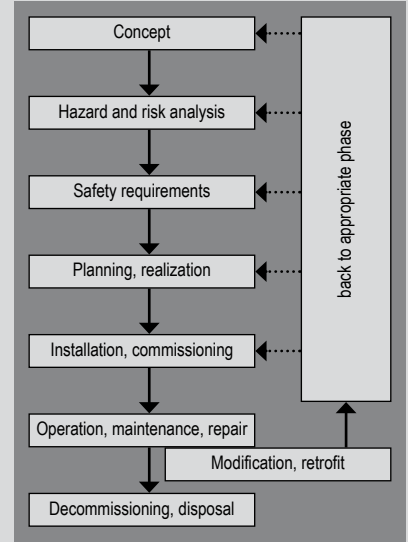 Concept
Hazard and risk analysis
Safety requirements
Planning, realization
Installation, commissioning
Operation, maintenance, repair
Modification, retrofit
Decommissioning, disposal
back to appropriate phase